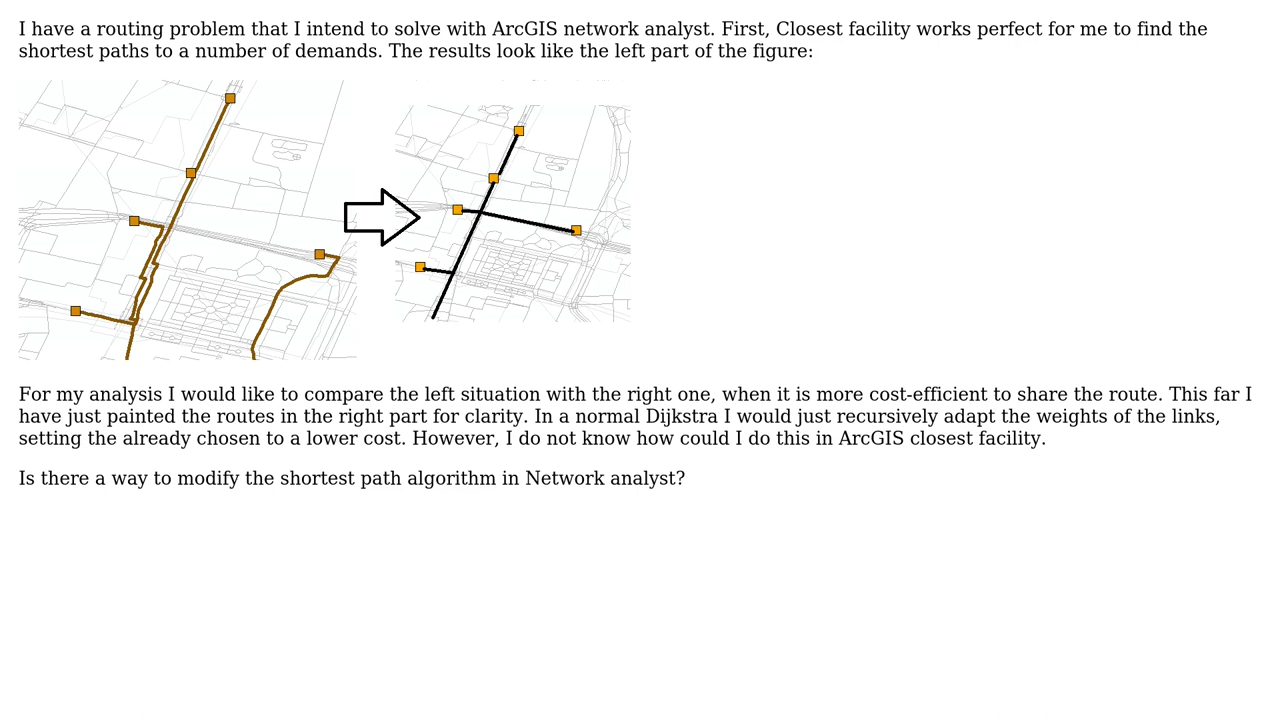 I have a routing problem that I intend to solve with ArcGIS network analyst. First, Closest facility works perfect for me to find the
shortest paths to a number of demands. The results look like the left part of the figure:
For my analysis I would like to compare the left situation with the right one, when it is more cost-efficient to share the route. This far I
have just painted the routes in the right part for clarity. In a normal Dijkstra I would just recursively adapt the weights of the links,
setting the already chosen to a lower cost. However, I do not know how could I do this in ArcGIS closest facility.
Is there a way to modify the shortest path algorithm in Network analyst?